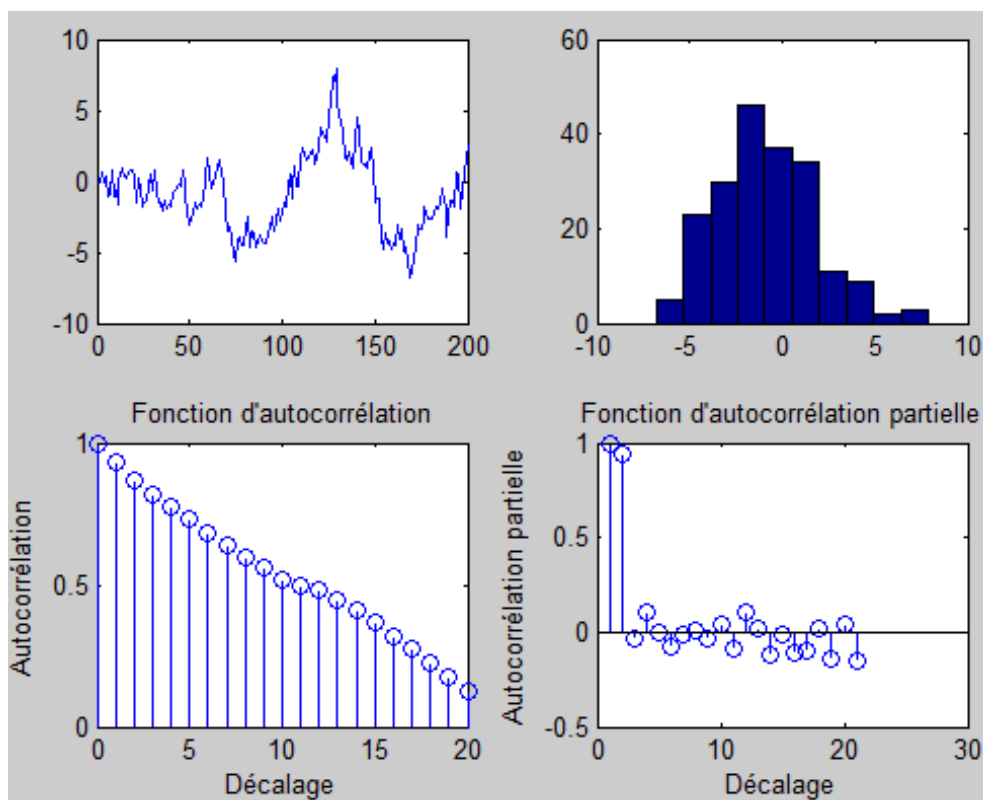 10
5
0
-5
-10
0 50 100 150 200
60
40
20
0
-10 -5 0 5 10
Fonction d'autocorrélation
Autocorrélation
1
0.5
0
0 5 10 15 20
Décalage
Fonction d'autocorrélation partielle
Autocorrélation partielle
1
0.5
0
-0.5
0 10 20 30
Décalage